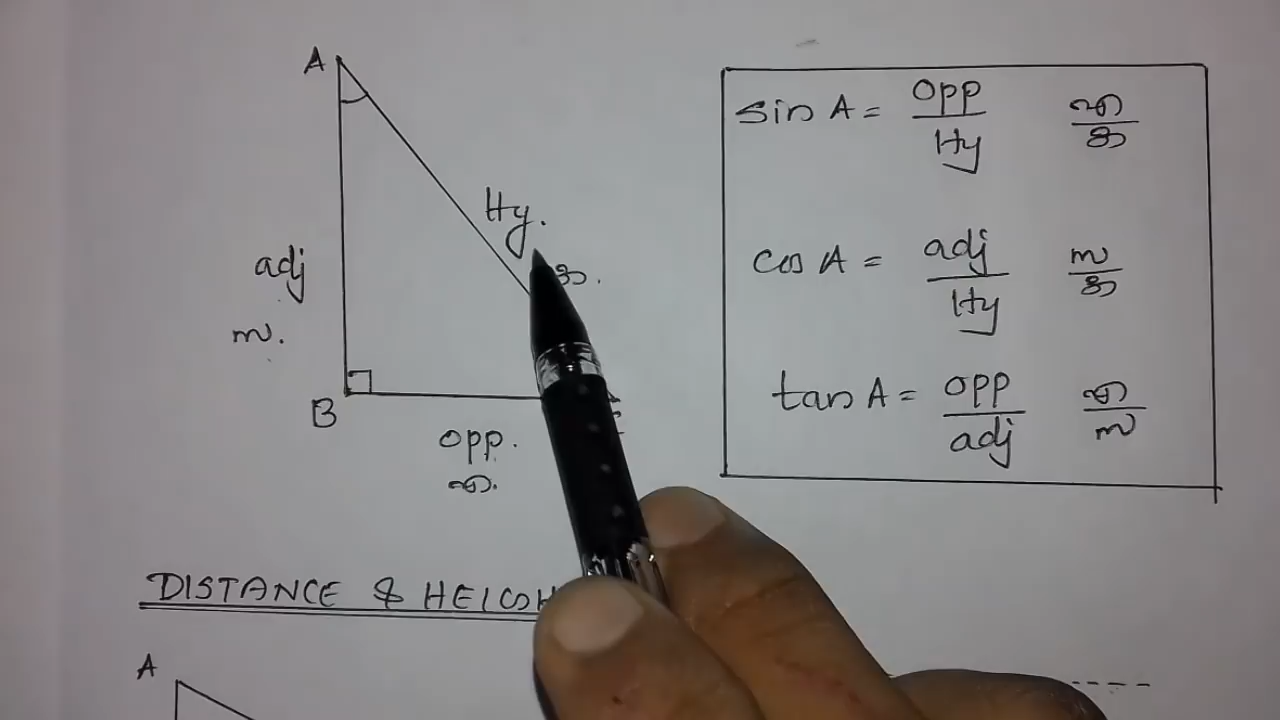 A
Hy.
ക.
adj
ന.
B
opp.
എ.
sin A = opp/Hy എ/ക
cos A = adj/Hy ന/ക
tan A = opp/adj എ/ന
DISTANCE & HEIGH
A